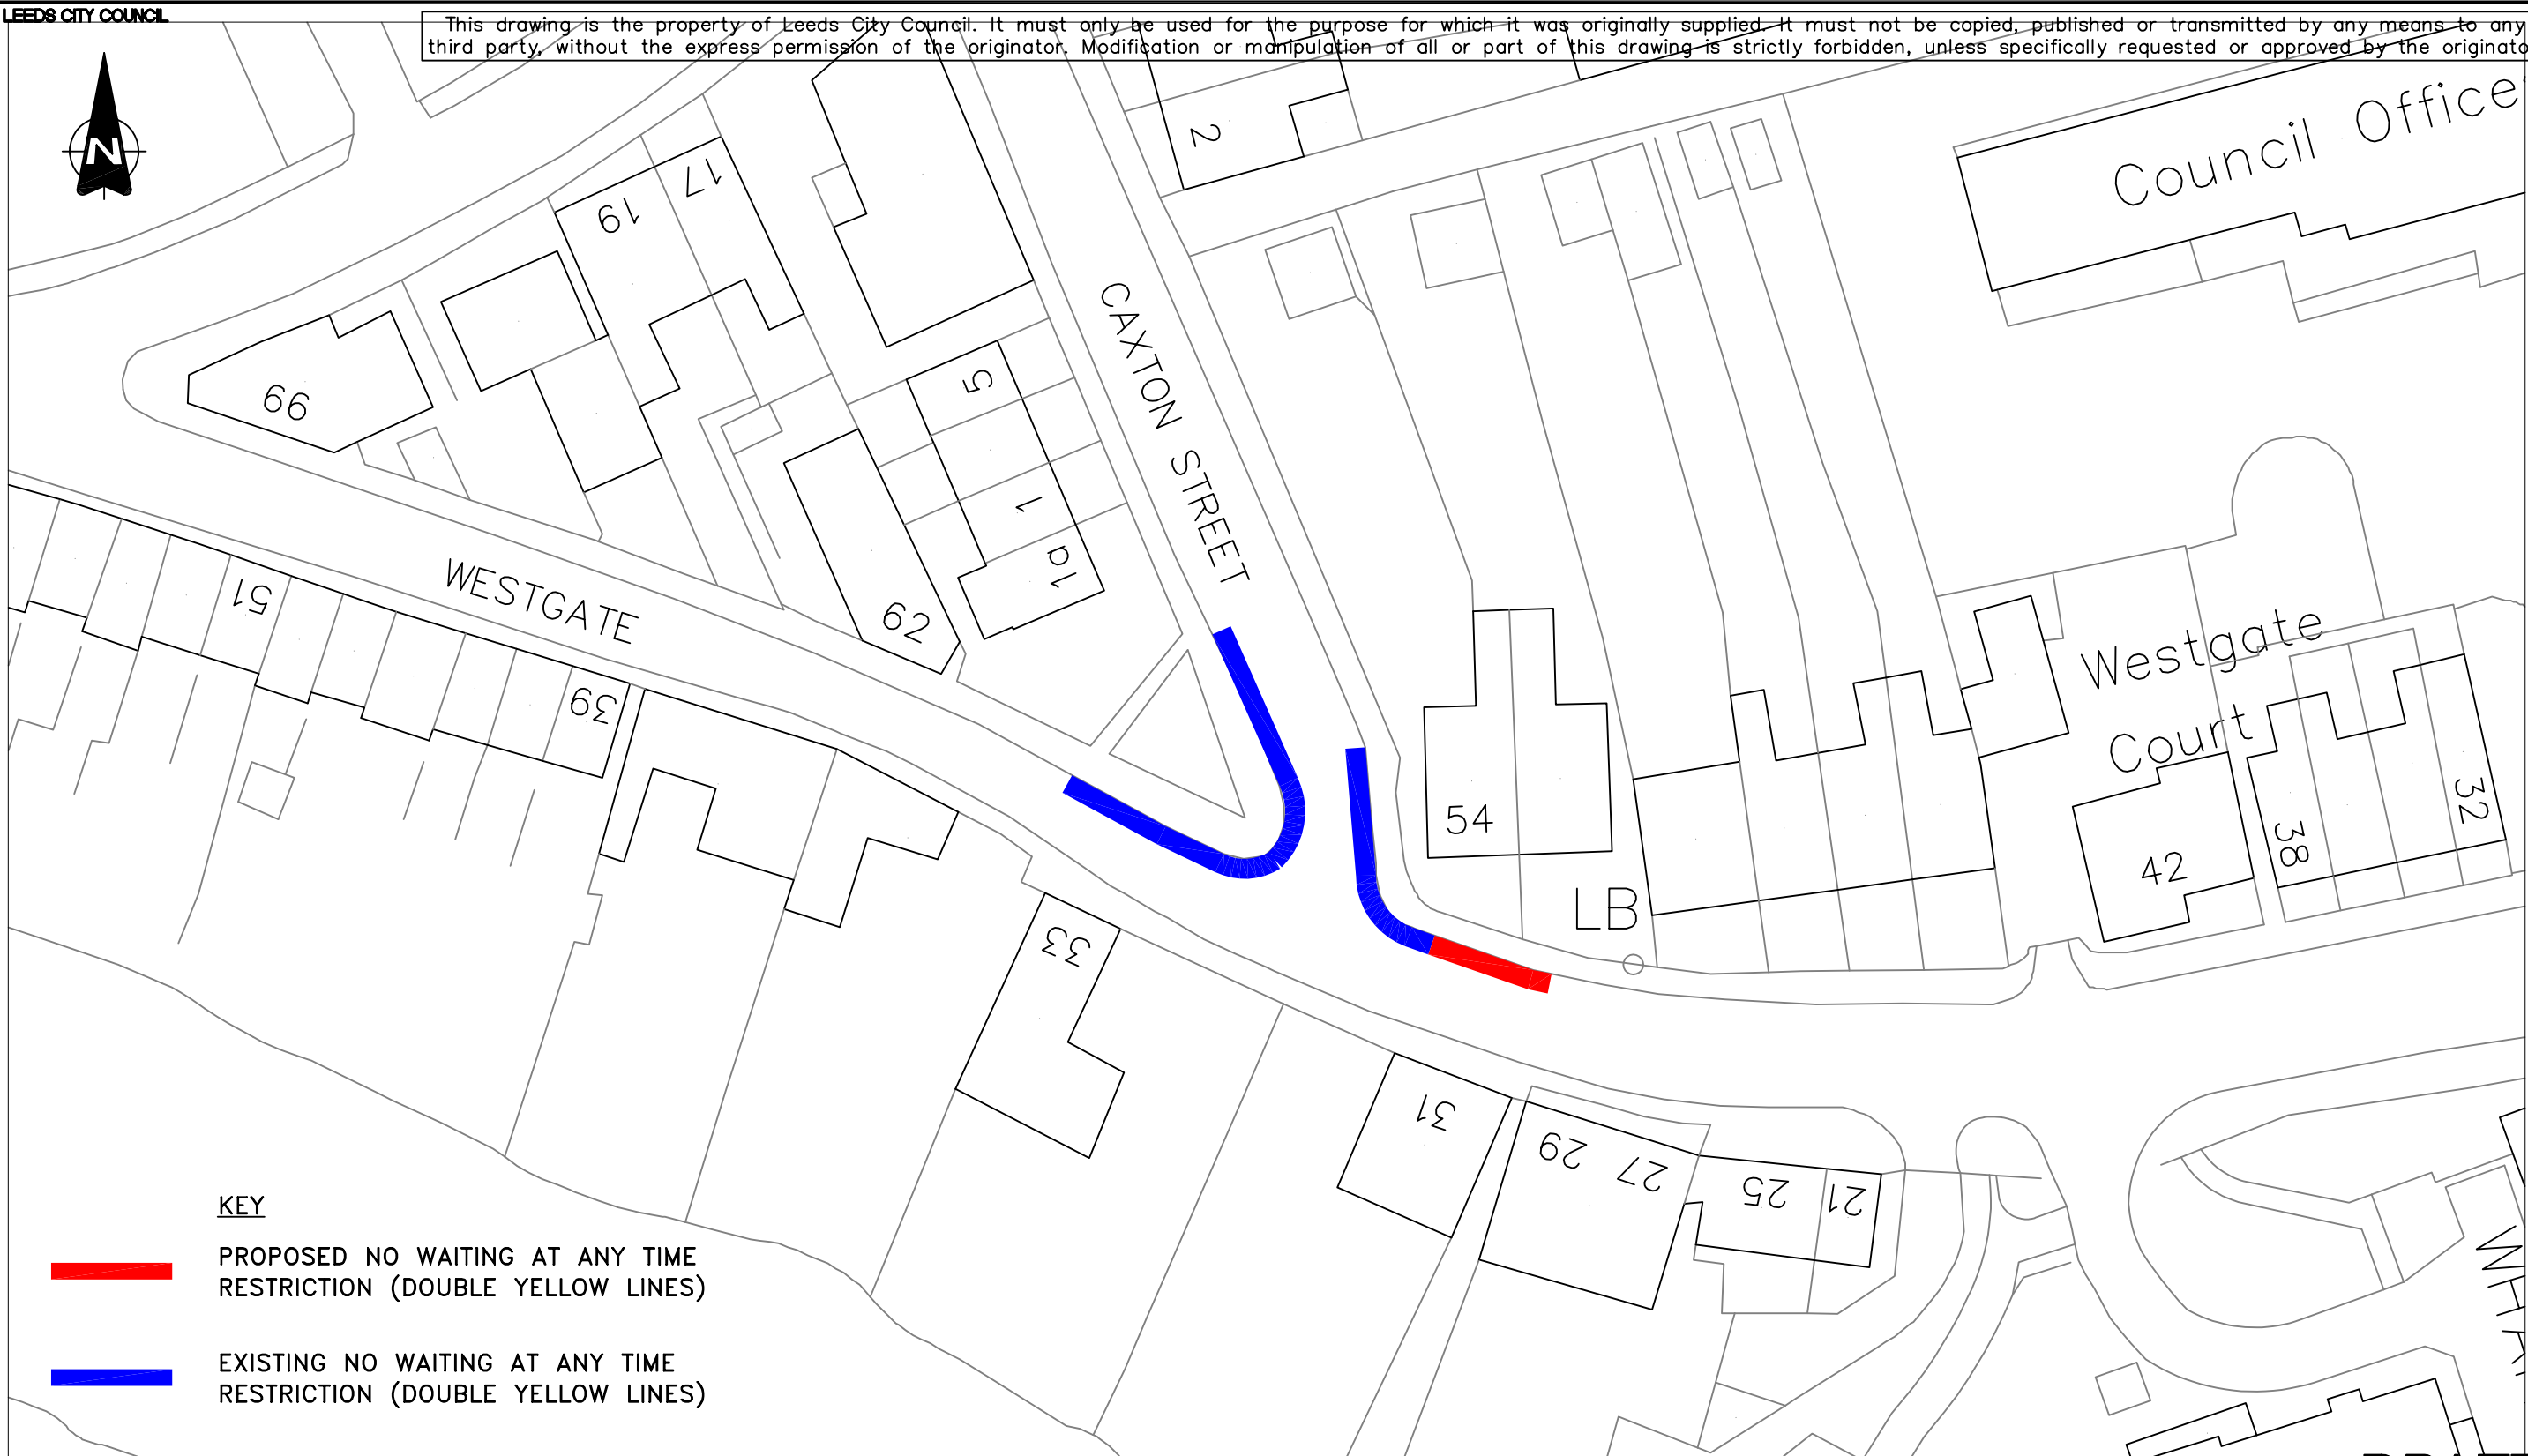 LEEDS CITY COUNCIL
This drawing is the property of Leeds City Council. It must only be used for the purpose for which it was originally supplied. It must not be copied, published or transmitted by any means to any
third party, without the express permission of the originator. Modification or manipulation of all or part of this drawing is strictly forbidden, unless specifically requested or approved by the originato
N
2
Council Office
17
19
66
5
CAXTON STREET
1
1a
62
WESTGATE
51
39
Westgate
Court
54
LB
42
38
32
33
31
29
27
25
21
KEY
PROPOSED NO WAITING AT ANY TIME
RESTRICTION (DOUBLE YELLOW LINES)
EXISTING NO WAITING AT ANY TIME
RESTRICTION (DOUBLE YELLOW LINES)